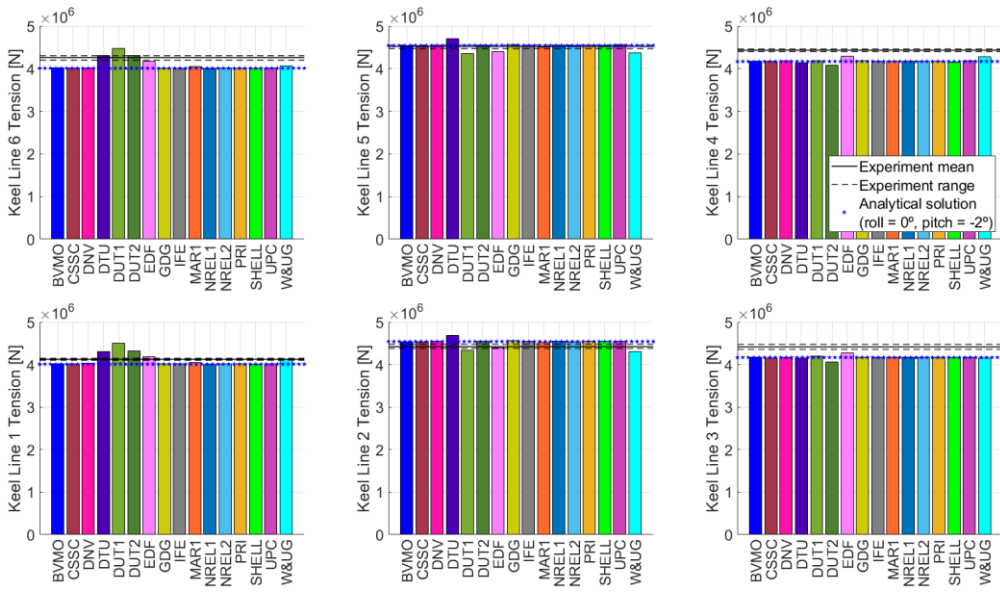 ×10⁶
5
4
3
2
1
0
Keel Line 6 Tension [N]
BVMO
CSSC
DNV
DTU
DUT1
DUT2
EDF
GDG
IFE
MAR1
NREL1
NREL2
PRI
SHELL
UPC
W&UG
×10⁶
5
4
3
2
1
0
Keel Line 5 Tension [N]
BVMO
CSSC
DNV
DTU
DUT1
DUT2
EDF
GDG
IFE
MAR1
NREL1
NREL2
PRI
SHELL
UPC
W&UG
×10⁶
5
4
3
2
1
0
Keel Line 4 Tension [N]
Experiment mean
Experiment range
Analytical solution
(roll = 0º, pitch = -2º)
BVMO
CSSC
DNV
DTU
DUT1
DUT2
EDF
GDG
IFE
MAR1
NREL1
NREL2
PRI
SHELL
UPC
W&UG
×10⁶
5
4
3
2
1
0
Keel Line 1 Tension [N]
BVMO
CSSC
DNV
DTU
DUT1
DUT2
EDF
GDG
IFE
MAR1
NREL1
NREL2
PRI
SHELL
UPC
W&UG
×10⁶
5
4
3
2
1
0
Keel Line 2 Tension [N]
BVMO
CSSC
DNV
DTU
DUT1
DUT2
EDF
GDG
IFE
MAR1
NREL1
NREL2
PRI
SHELL
UPC
W&UG
×10⁶
5
4
3
2
1
0
Keel Line 3 Tension [N]
BVMO
CSSC
DNV
DTU
DUT1
DUT2
EDF
GDG
IFE
MAR1
NREL1
NREL2
PRI
SHELL
UPC
W&UG